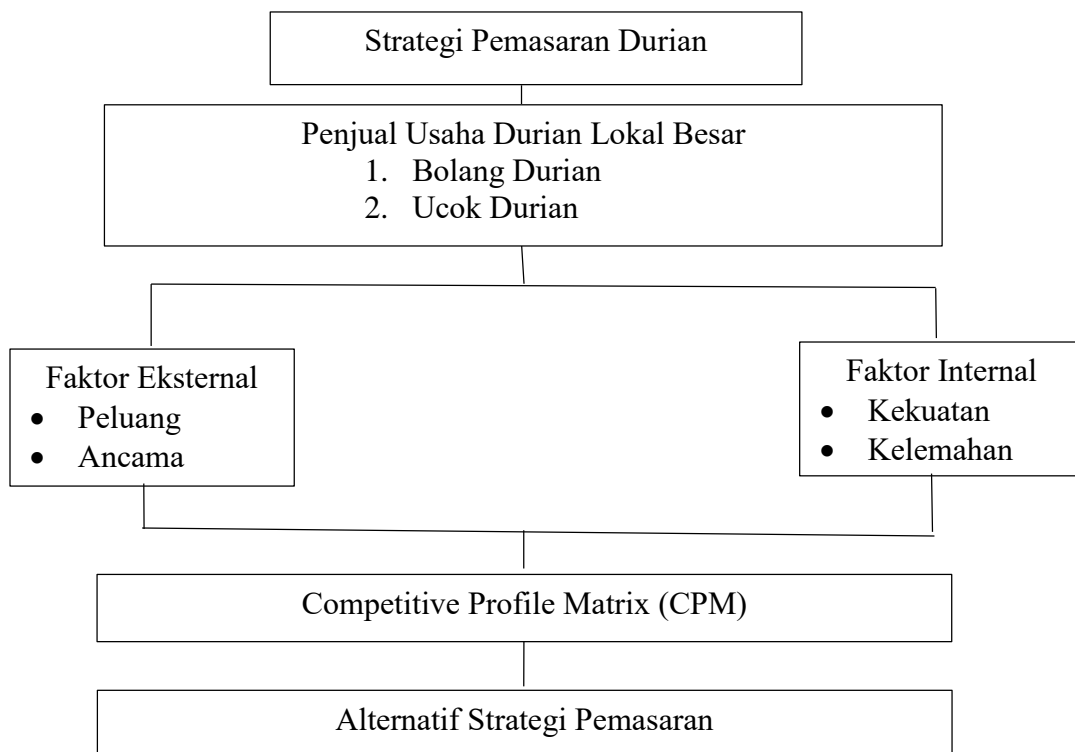 Strategi Pemasaran Durian
Penjual Usaha Durian Lokal Besar
1. Bolang Durian
2. Ucok Durian
Faktor Eksternal
• Peluang
• Ancama
Faktor Internal
• Kekuatan
• Kelemahan
Competitive Profile Matrix (CPM)
Alternatif Strategi Pemasaran